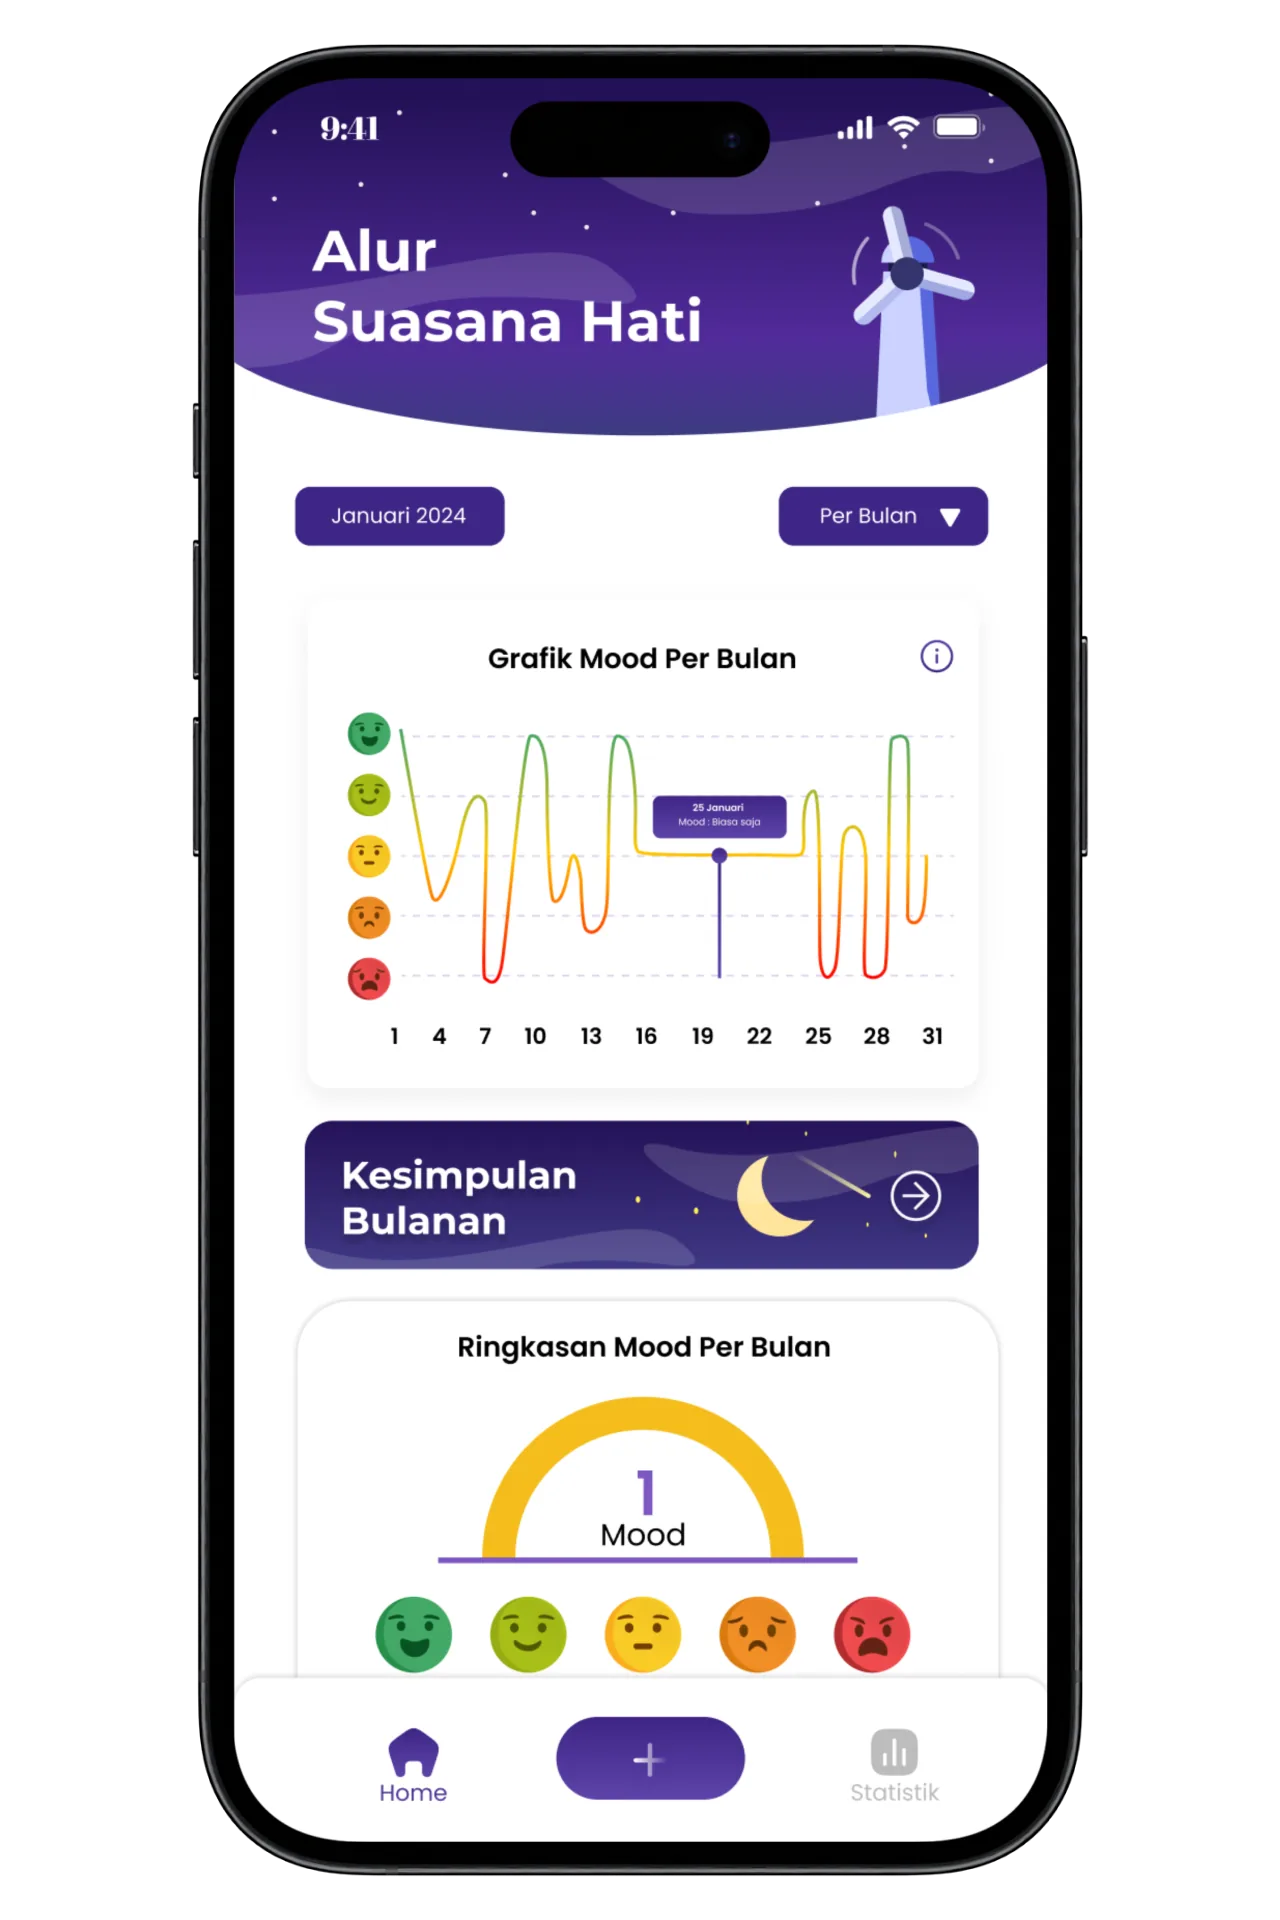 9:41
Alur
Suasana Hati
Januari 2024
Per Bulan
Grafik Mood Per Bulan
25 Januari
Mood : Biasa saja
1 4 7 10 13 16 19 22 25 28 31
Kesimpulan
Bulanan
Ringkasan Mood Per Bulan
1
Mood
Home
Statistik